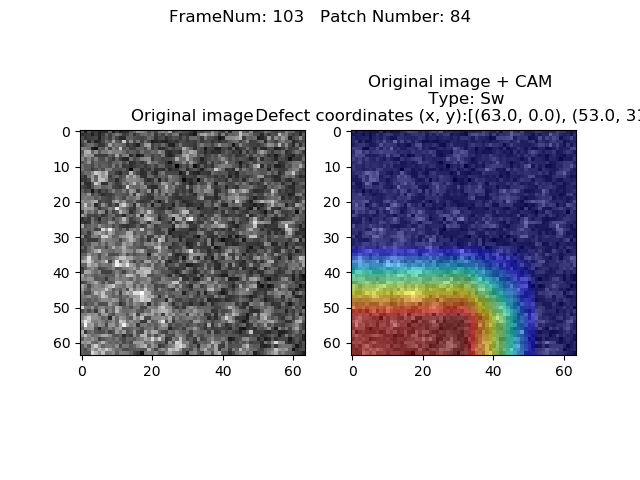 FrameNum: 103   Patch Number: 84
Original image + CAM
Type: Sw
Original image
Defect coordinates (x, y):[(63.0, 0.0), (53.0, 31
0
10
20
30
40
50
60
0 20 40 60
0
10
20
30
40
50
60
0 20 40 60